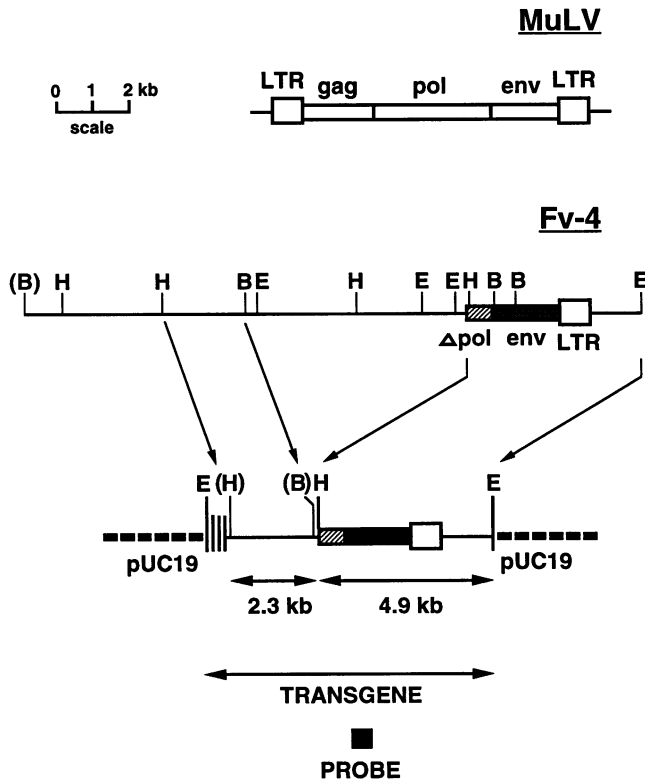 MuLV
0 1 2 kb
scale
LTR gag pol env LTR
Fv-4
(B) H H B E H E E H B B E
Δpol env LTR
E (H) (B) H E
pUC19 pUC19
2.3 kb 4.9 kb
TRANSGENE
PROBE